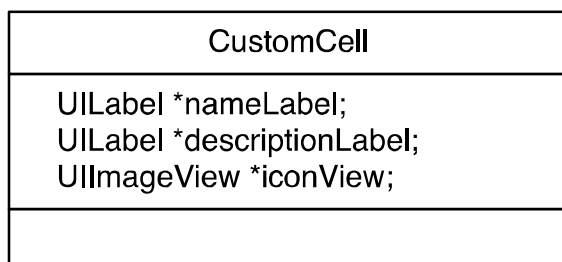 CustomCell
UILabel *nameLabel;
UILabel *descriptionLabel;
UIImageView *iconView;